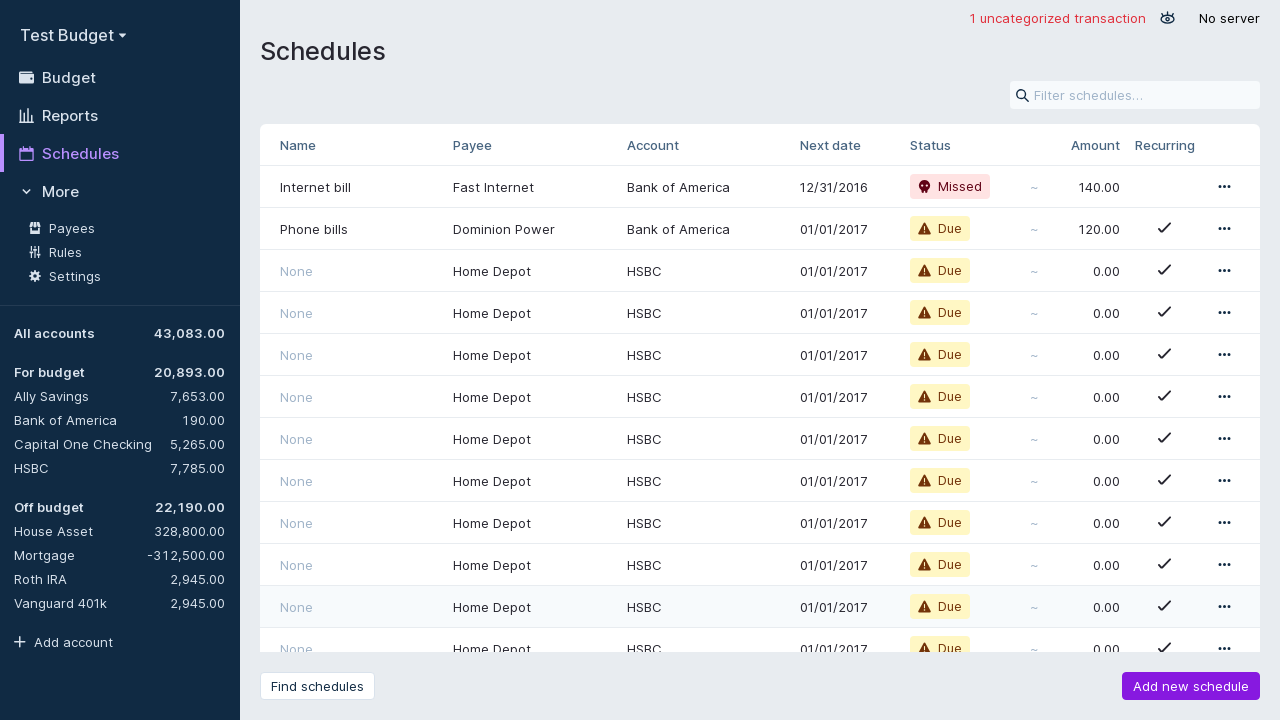 Test Budget
Budget
Reports
Schedules
More
Payees
Rules
Settings
All accounts 43,083.00
For budget 20,893.00
Ally Savings 7,653.00
Bank of America 190.00
Capital One Checking 5,265.00
HSBC 7,785.00
Off budget 22,190.00
House Asset 328,800.00
Mortgage -312,500.00
Roth IRA 2,945.00
Vanguard 401k 2,945.00
Add account
1 uncategorized transaction No server
Schedules
Filter schedules…
Name Payee Account Next date Status Amount Recurring
Internet bill Fast Internet Bank of America 12/31/2016 Missed ~ 140.00
Phone bills Dominion Power Bank of America 01/01/2017 Due ~ 120.00
None Home Depot HSBC 01/01/2017 Due ~ 0.00
None Home Depot HSBC 01/01/2017 Due ~ 0.00
None Home Depot HSBC 01/01/2017 Due ~ 0.00
None Home Depot HSBC 01/01/2017 Due ~ 0.00
None Home Depot HSBC 01/01/2017 Due ~ 0.00
None Home Depot HSBC 01/01/2017 Due ~ 0.00
None Home Depot HSBC 01/01/2017 Due ~ 0.00
None Home Depot HSBC 01/01/2017 Due ~ 0.00
None Home Depot HSBC 01/01/2017 Due ~ 0.00
None Home Depot HSBC 01/01/2017 Due ~ 0.00
Find schedules Add new schedule